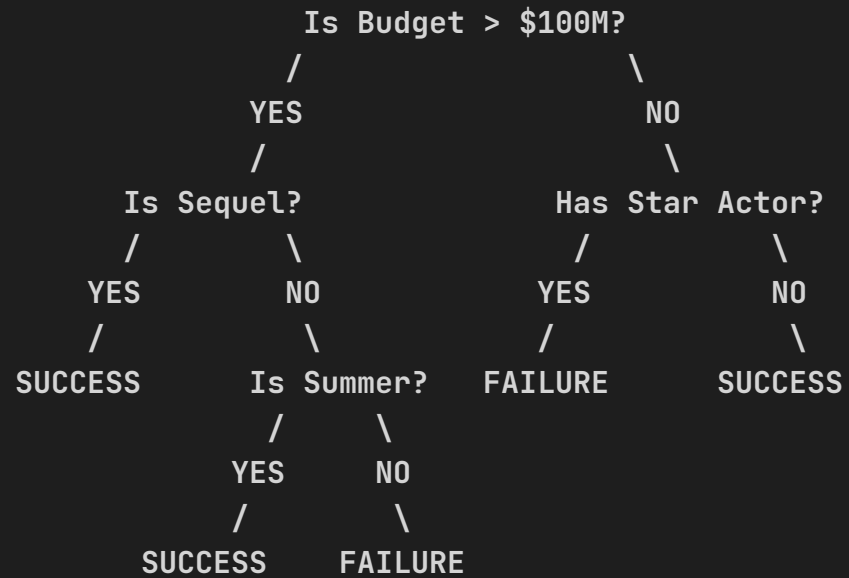 Is Budget > $100M?
/ \
YES NO
/ \
Is Sequel? Has Star Actor?
/ \ / \
YES NO YES NO
/ \ / \
SUCCESS Is Summer? FAILURE SUCCESS
/ \
YES NO
/ \
SUCCESS FAILURE